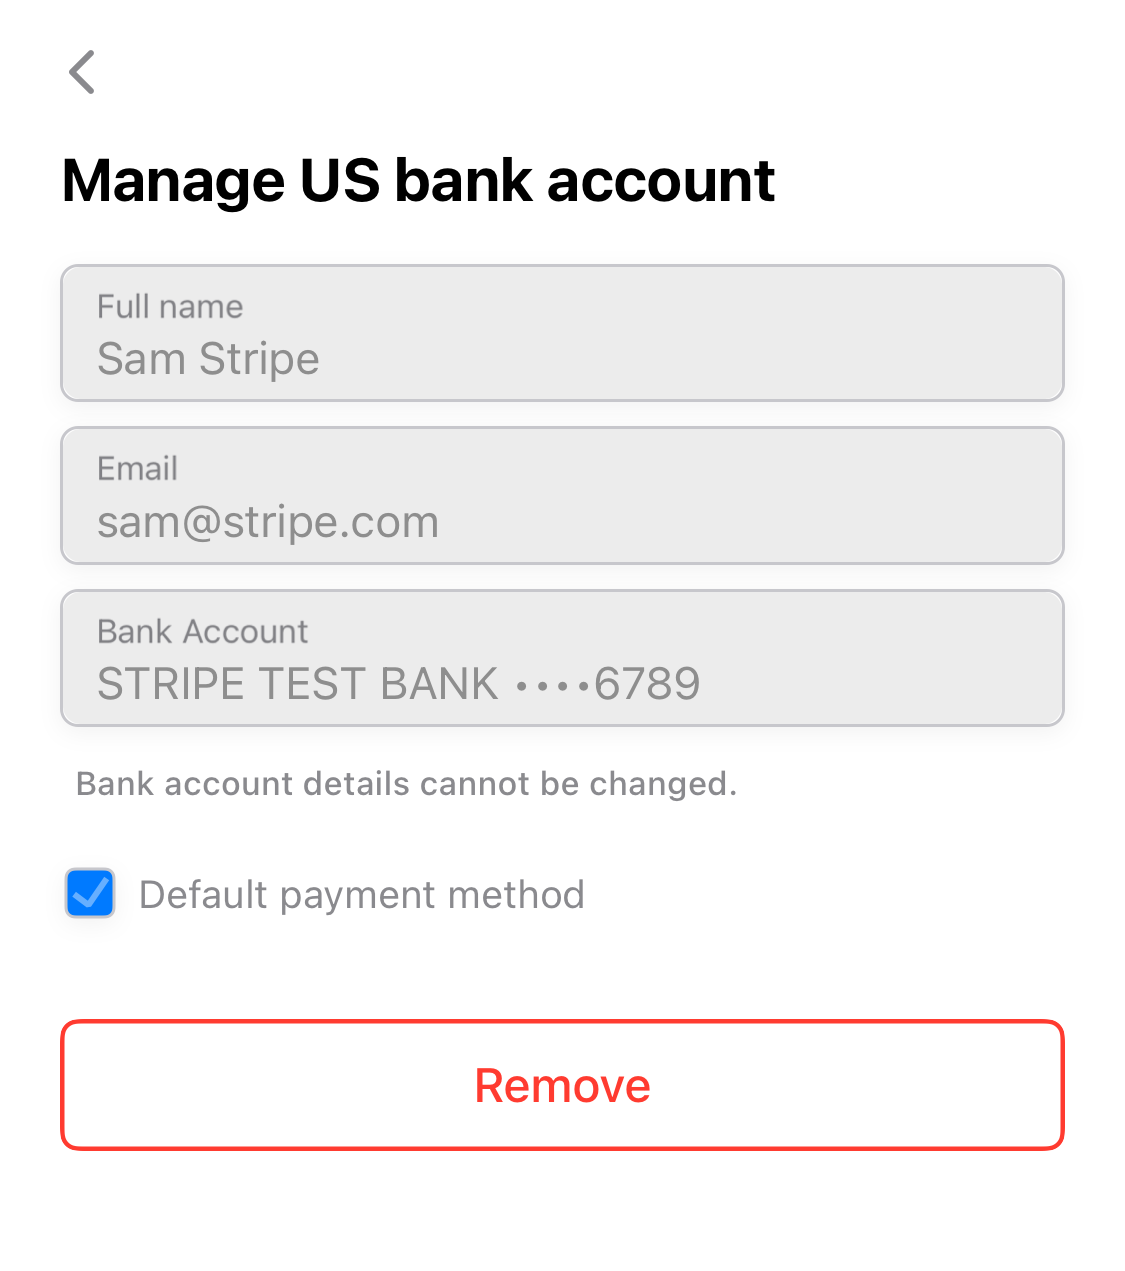 Manage US bank account
Full name
Sam Stripe
Email
sam@stripe.com
Bank Account
STRIPE TEST BANK ••••6789
Bank account details cannot be changed.
Default payment method
Remove